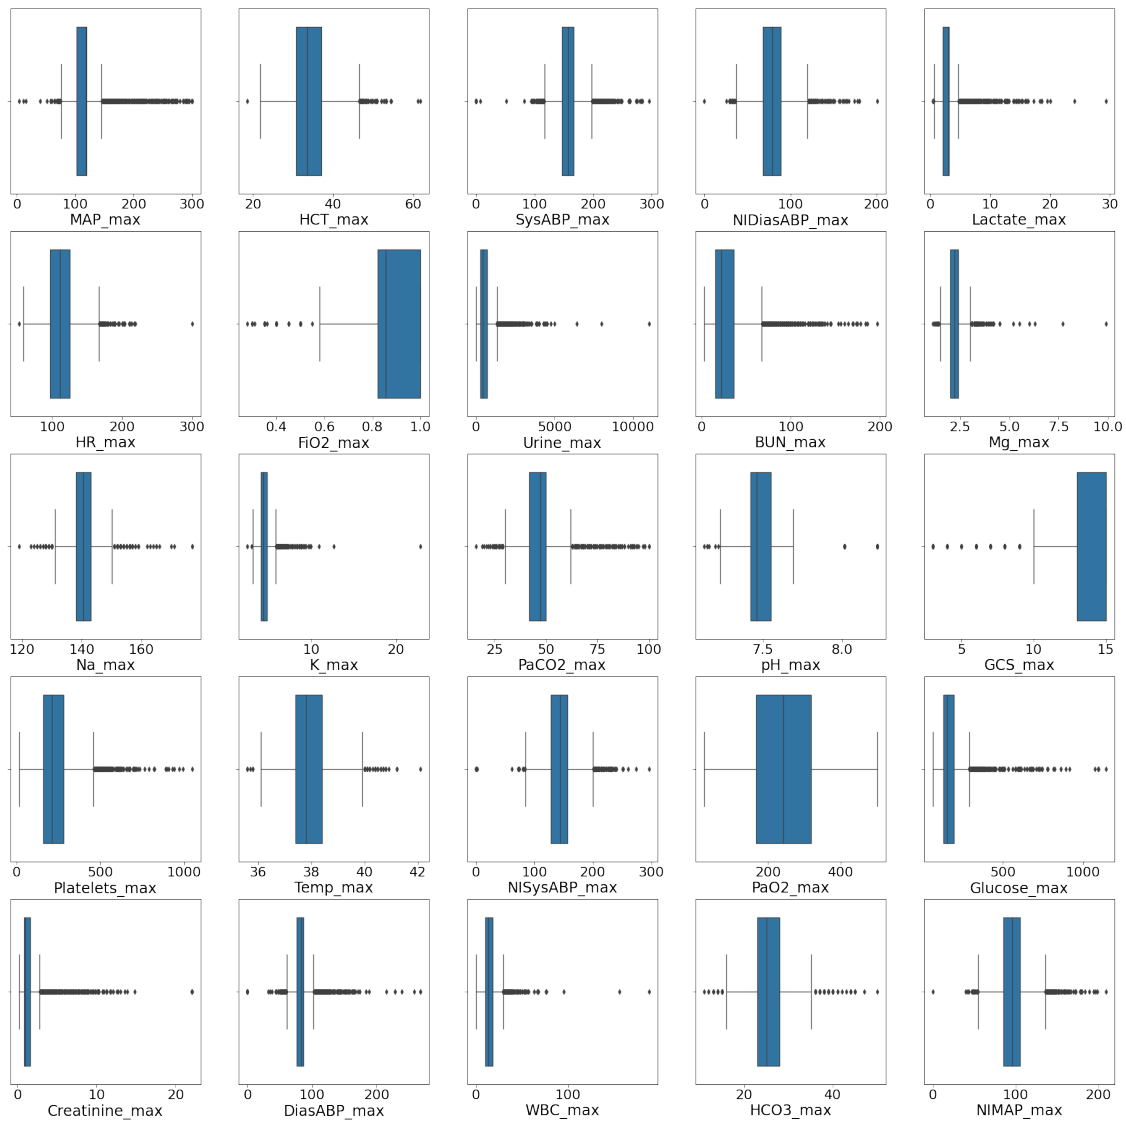 0 100 200 300
MAP_max
20 40 60
HCT_max
0 100 200 300
SysABP_max
0 100 200
NIDiasABP_max
0 10 20 30
Lactate_max
100 200 300
HR_max
0.4 0.6 0.8 1.0
FiO2_max
0 5000 10000
Urine_max
0 100 200
BUN_max
2.5 5.0 7.5 10.0
Mg_max
120 140 160
Na_max
10 20
K_max
25 50 75 100
PaCO2_max
7.5 8.0
pH_max
5 10 15
GCS_max
0 500 1000
Platelets_max
36 38 40 42
Temp_max
0 100 200 300
NISysABP_max
200 400
PaO2_max
500 1000
Glucose_max
0 10 20
Creatinine_max
0 100 200
DiasABP_max
0 100
WBC_max
20 40
HCO3_max
0 100 200
NIMAP_max